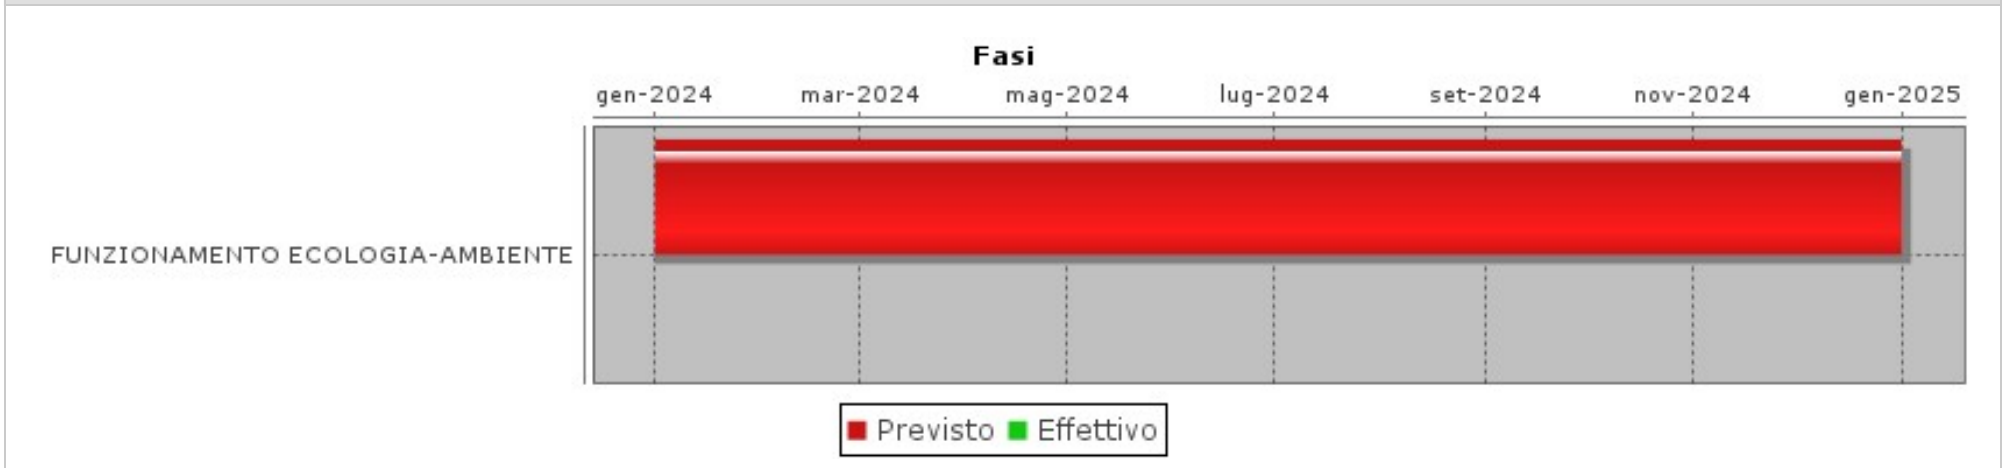 Fasi
gen-2024 mar-2024 mag-2024 lug-2024 set-2024 nov-2024 gen-2025
FUNZIONAMENTO ECOLOGIA-AMBIENTE
Previsto Effettivo